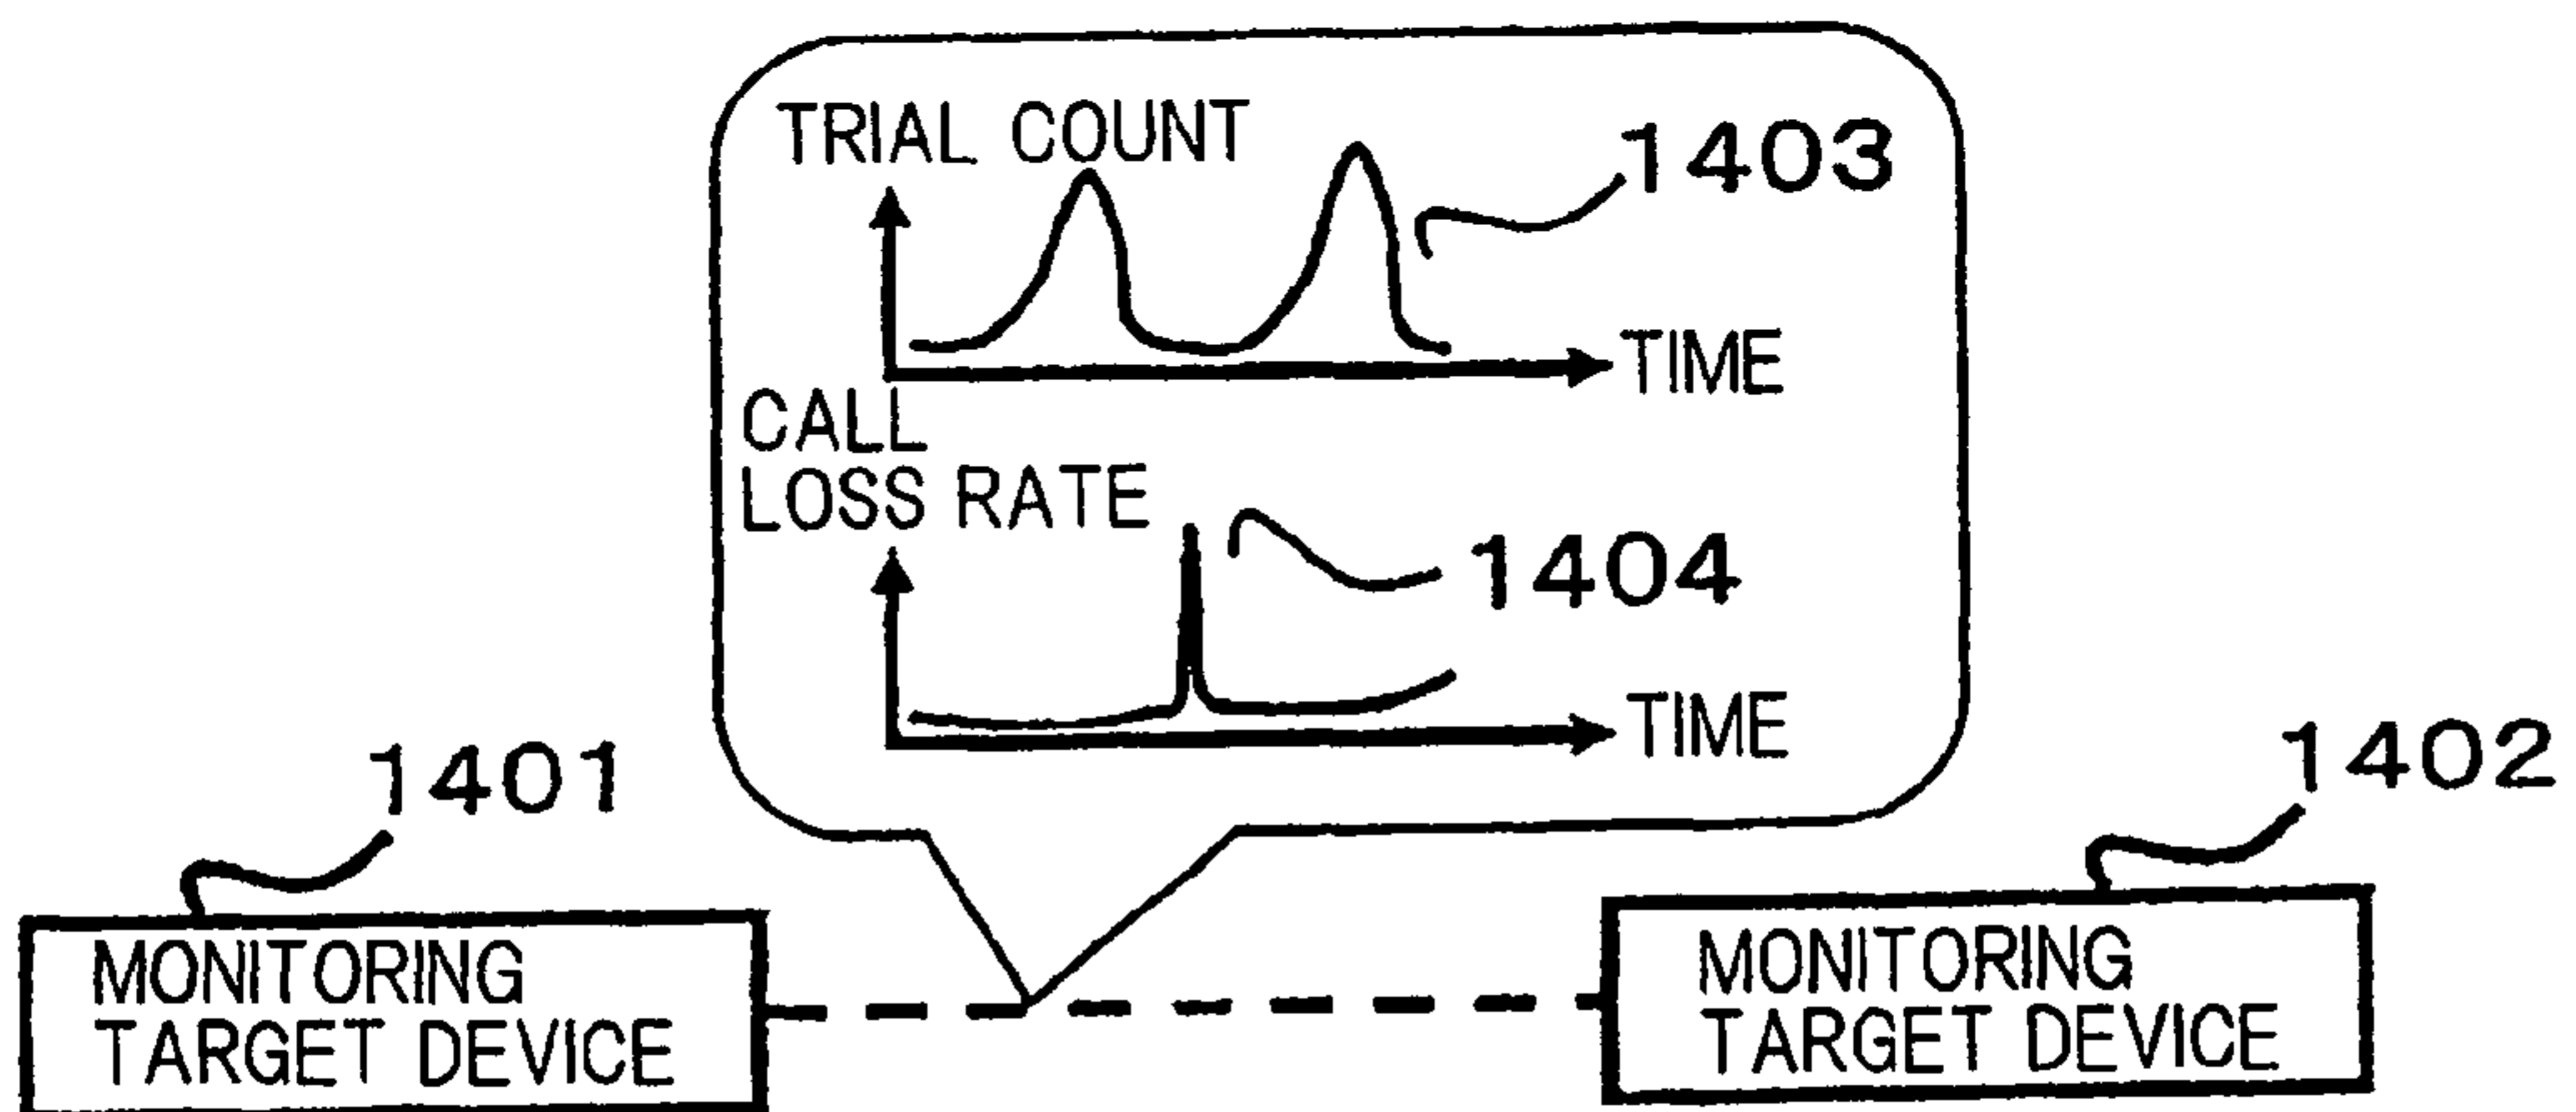 TRIAL COUNT
1403
TIME
CALL
LOSS RATE
1404
TIME
1401
1402
MONITORING
TARGET DEVICE
MONITORING
TARGET DEVICE